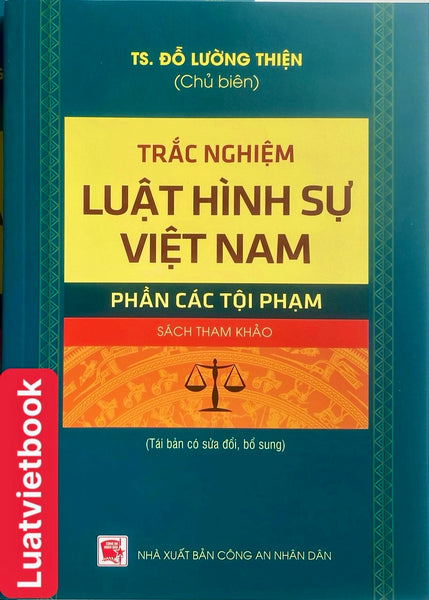 TS. ĐỖ LƯỜNG THIỆN
(Chủ biên)
TRẮC NGHIỆM
LUẬT HÌNH SỰ
VIỆT NAM
PHẦN CÁC TỘI PHẠM
SÁCH THAM KHẢO
(Tái bản có sửa đổi, bổ sung)
NHÀ XUẤT BẢN CÔNG AN NHÂN DÂN
Luatvietbook